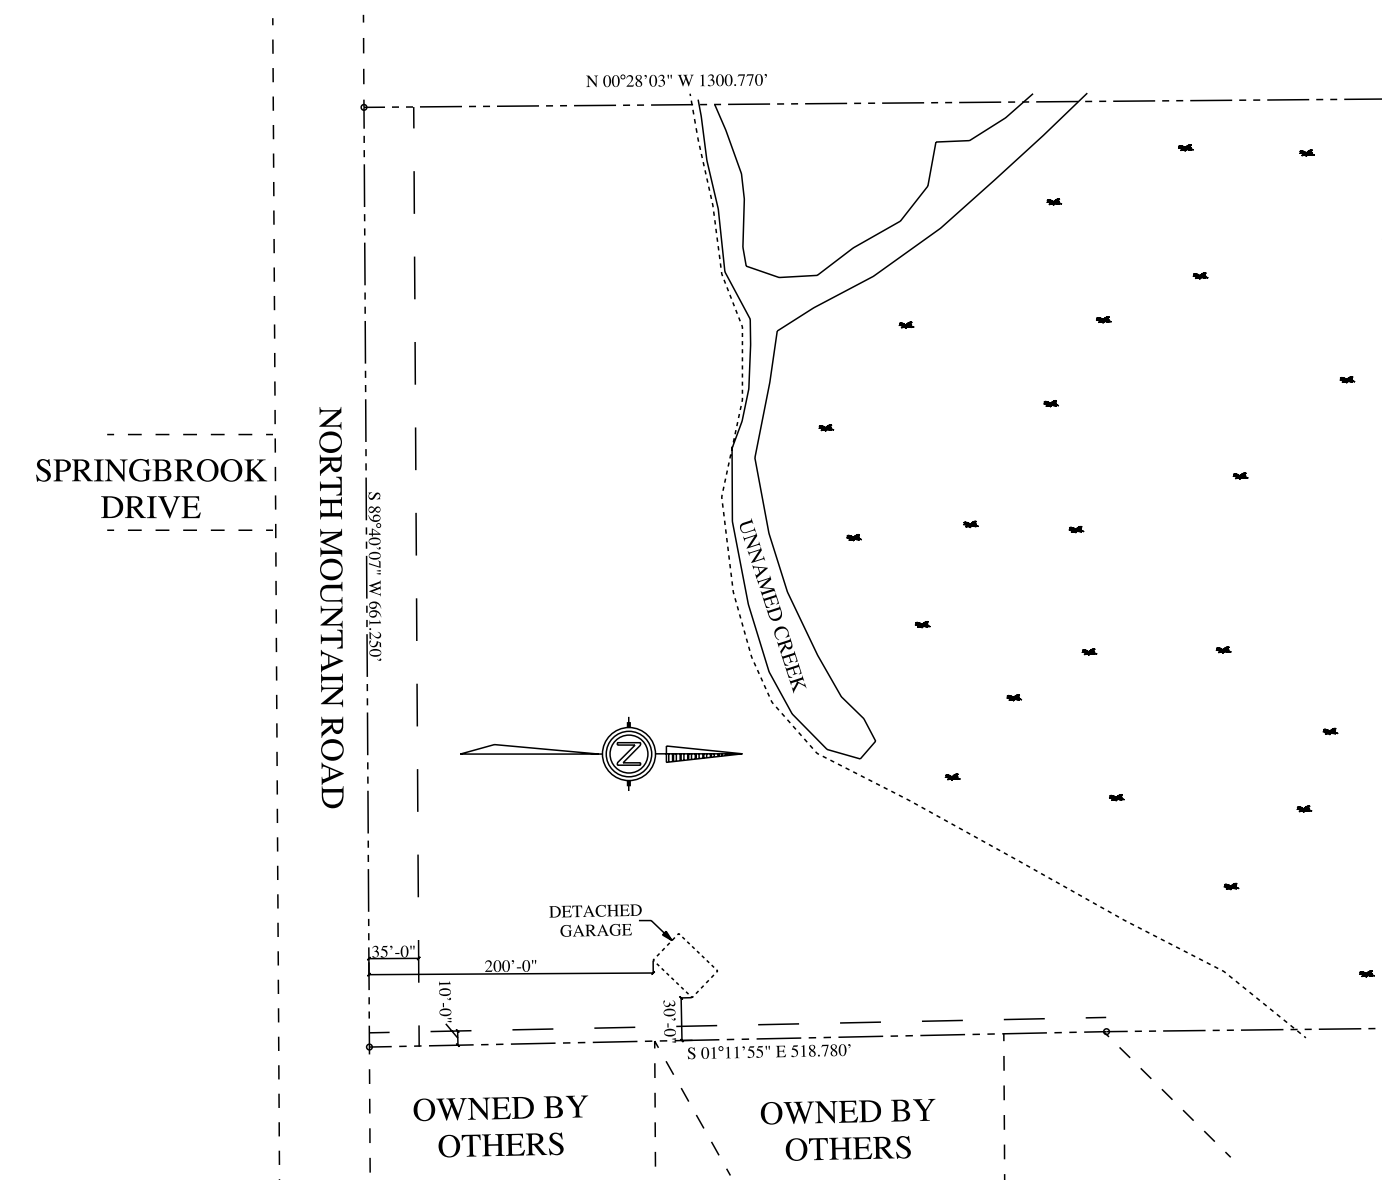 N 00°28'03" W 1300.770'
SPRINGBROOK
DRIVE
NORTH MOUNTAIN ROAD
S 89°40'07" W 661.250'
UNNAMED CREEK
N
DETACHED
GARAGE
35'-0"
200'-0"
10'-0"
30'-0"
S 01°11'55" E 518.780'
OWNED BY
OTHERS
OWNED BY
OTHERS